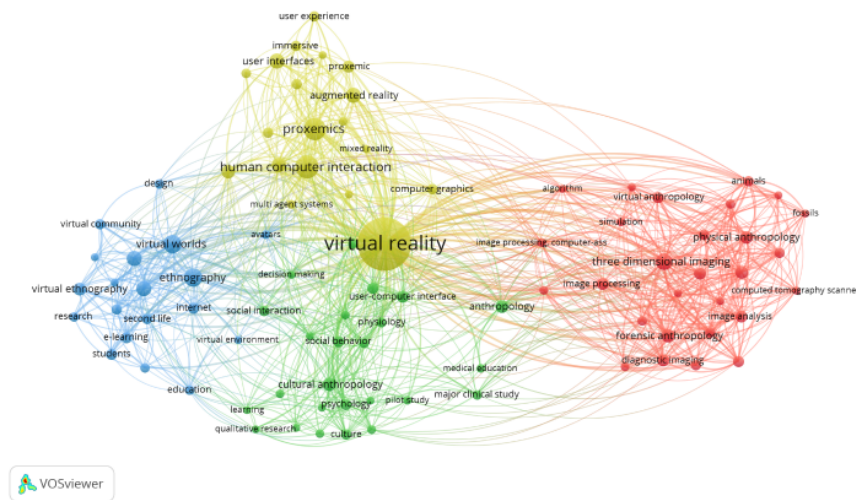 user experience
immersive
user interfaces
proxemic
augmented reality
proxemics
mixed reality
human computer interaction
design
computer graphics
algorithm
animals
virtual anthropology
multi agent systems
fossils
virtual community
simulation
avatars
virtual worlds
virtual reality
image processing, computer-ass
physical anthropology
three dimensional imaging
decision making
ethnography
virtual ethnography
image processing
computed tomography scanne
user-computer interface
internet
social interaction
anthropology
research
second life
physiology
image analysis
e-learning
virtual environment
social behavior
forensic anthropology
students
diagnostic imaging
medical education
cultural anthropology
education
major clinical study
pilot study
psychology
learning
qualitative research
culture
VOSviewer